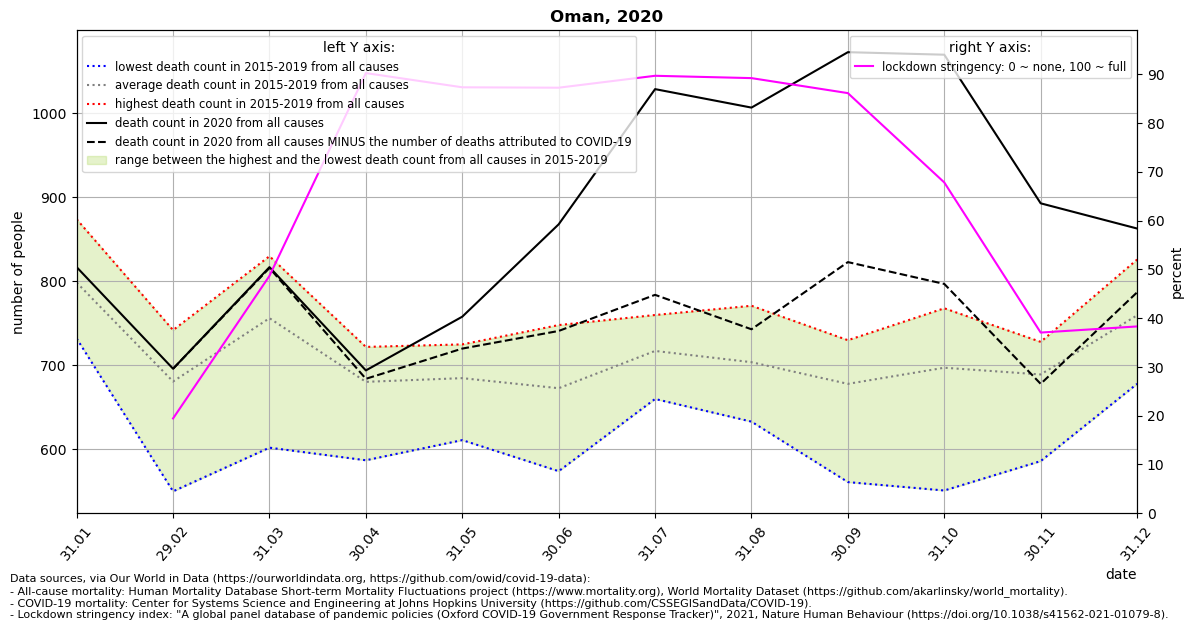 Oman, 2020
left Y axis:
lowest death count in 2015-2019 from all causes
average death count in 2015-2019 from all causes
highest death count in 2015-2019 from all causes
death count in 2020 from all causes
death count in 2020 from all causes MINUS the number of deaths attributed to COVID-19
range between the highest and the lowest death count from all causes in 2015-2019
right Y axis:
lockdown stringency: 0 ~ none, 100 ~ full
number of people
1000
900
800
700
600
percent
90
80
70
60
50
40
30
20
10
0
31.01
29.02
31.03
30.04
31.05
30.06
31.07
31.08
30.09
31.10
30.11
31.12
date
Data sources, via Our World in Data (https://ourworldindata.org, https://github.com/owid/covid-19-data):
- All-cause mortality: Human Mortality Database Short-term Mortality Fluctuations project (https://www.mortality.org), World Mortality Dataset (https://github.com/akarlinsky/world_mortality).
- COVID-19 mortality: Center for Systems Science and Engineering at Johns Hopkins University (https://github.com/CSSEGISandData/COVID-19).
- Lockdown stringency index: "A global panel database of pandemic policies (Oxford COVID-19 Government Response Tracker)", 2021, Nature Human Behaviour (https://doi.org/10.1038/s41562-021-01079-8).